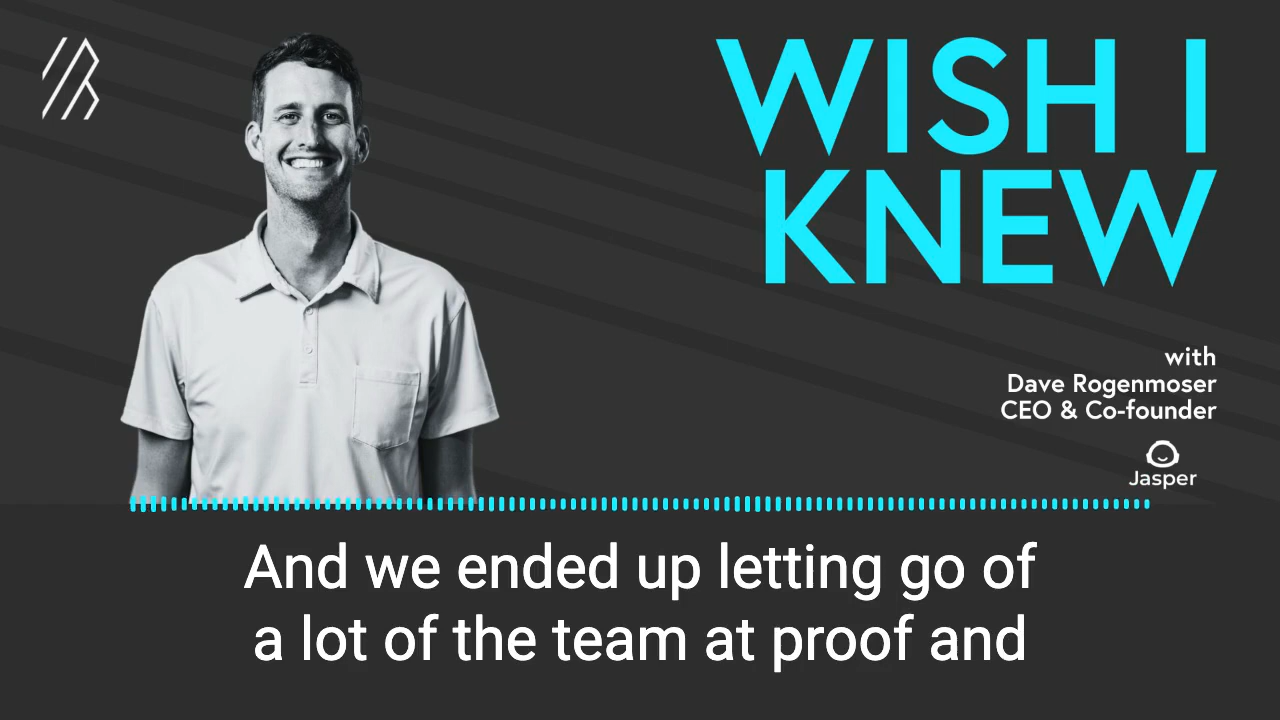 WISH I
KNEW
with
Dave Rogenmoser
CEO & Co-founder
Jasper
And we ended up letting go of
a lot of the team at proof and